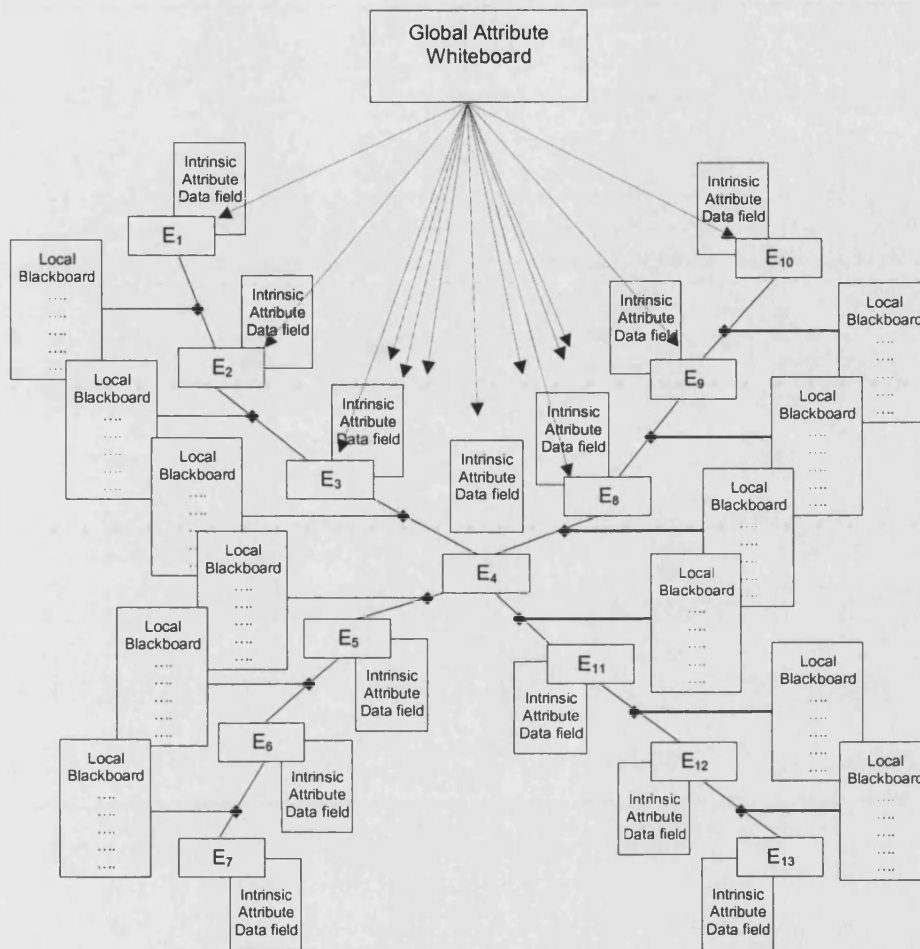 Global Attribute
Whiteboard
Intrinsic
Attribute
Data field
E₁
Intrinsic
Attribute
Data field
E₁₀
Local
Blackboard
....
....
....
....
....
Intrinsic
Attribute
Data field
E₂
Intrinsic
Attribute
Data field
E₉
Local
Blackboard
....
....
....
....
....
Local
Blackboard
....
....
....
....
....
Intrinsic
Attribute
Data field
E₃
Intrinsic
Attribute
Data field
Intrinsic
Attribute
Data field
E₈
Local
Blackboard
....
....
....
....
....
Local
Blackboard
....
....
....
....
....
Local
Blackboard
....
....
....
....
....
E₄
Local
Blackboard
....
....
....
....
....
Local
Blackboard
....
....
....
....
....
Local
Blackboard
....
....
....
....
....
E₅
Intrinsic
Attribute
Data field
E₁₁
Intrinsic
Attribute
Data field
Local
Blackboard
....
....
....
....
....
E₆
Intrinsic
Attribute
Data field
E₁₂
Intrinsic
Attribute
Data field
Local
Blackboard
....
....
....
....
....
Local
Blackboard
....
....
....
....
....
E₇
Intrinsic
Attribute
Data field
E₁₃
Intrinsic
Attribute
Data field